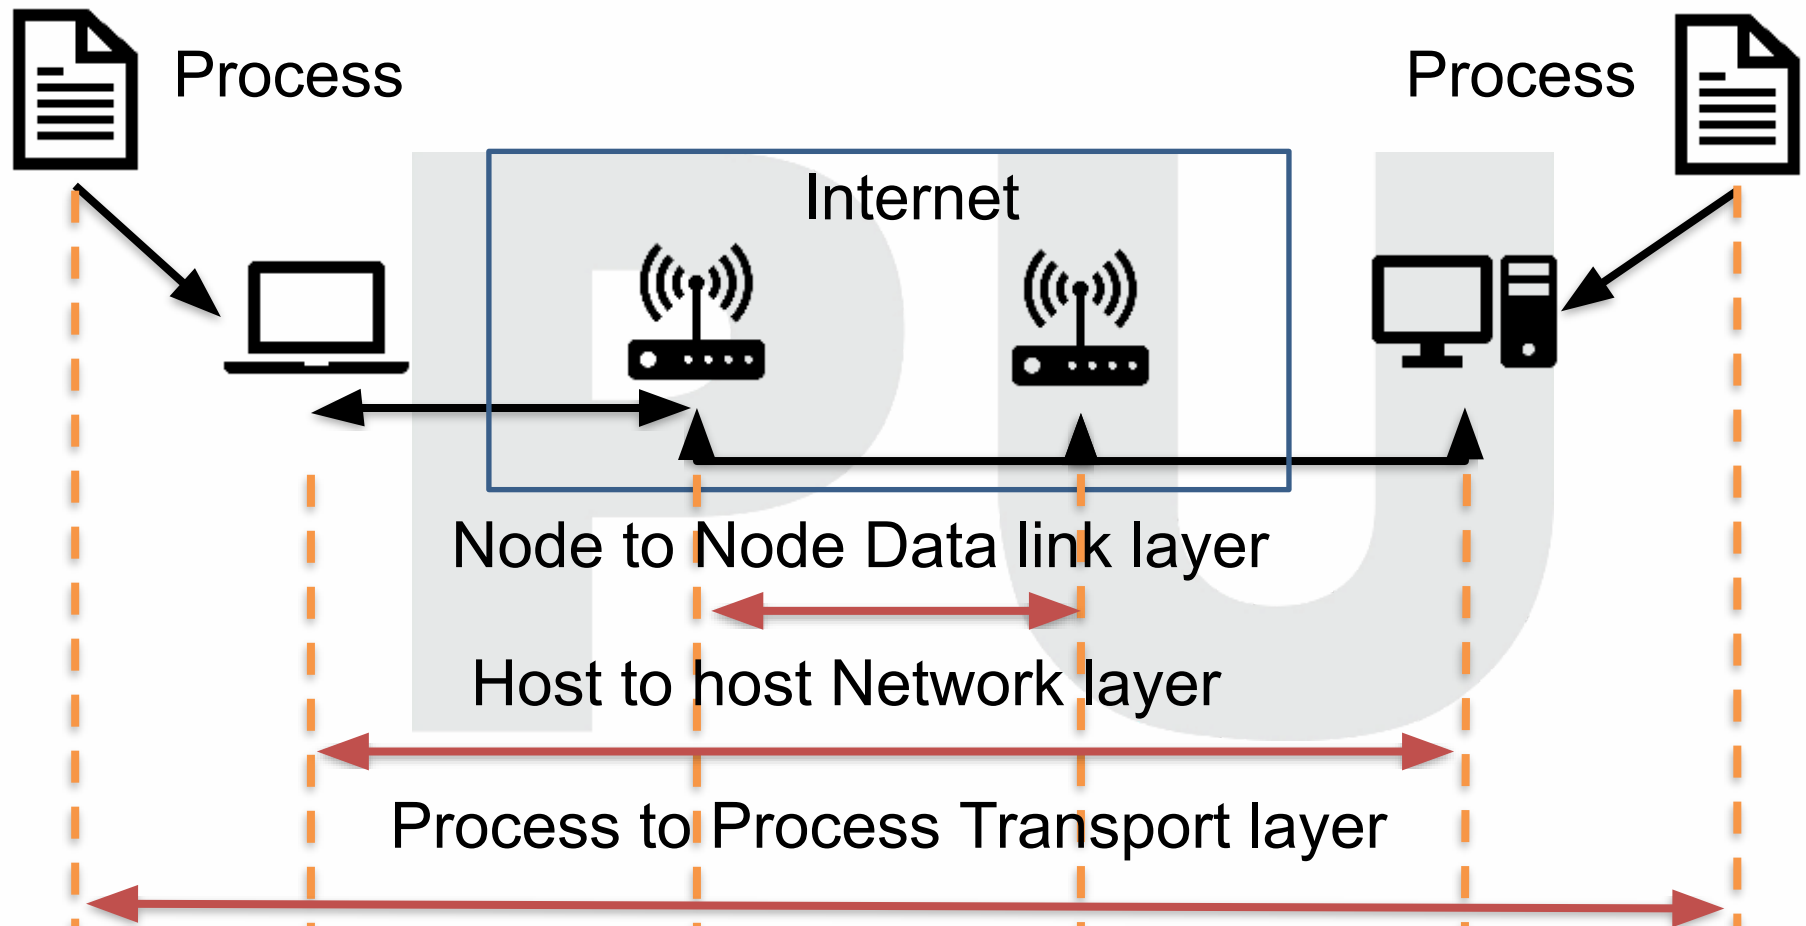 Process
Process
Internet
Node to Node Data link layer
Host to host Network layer
Process to Process Transport layer
PU